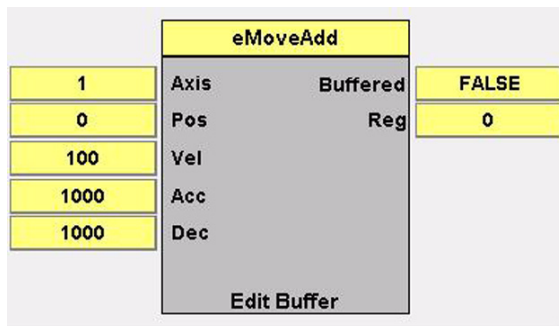 eMoveAdd
1 Axis Buffered FALSE
0 Pos Reg 0
100 Vel
1000 Acc
1000 Dec
Edit Buffer